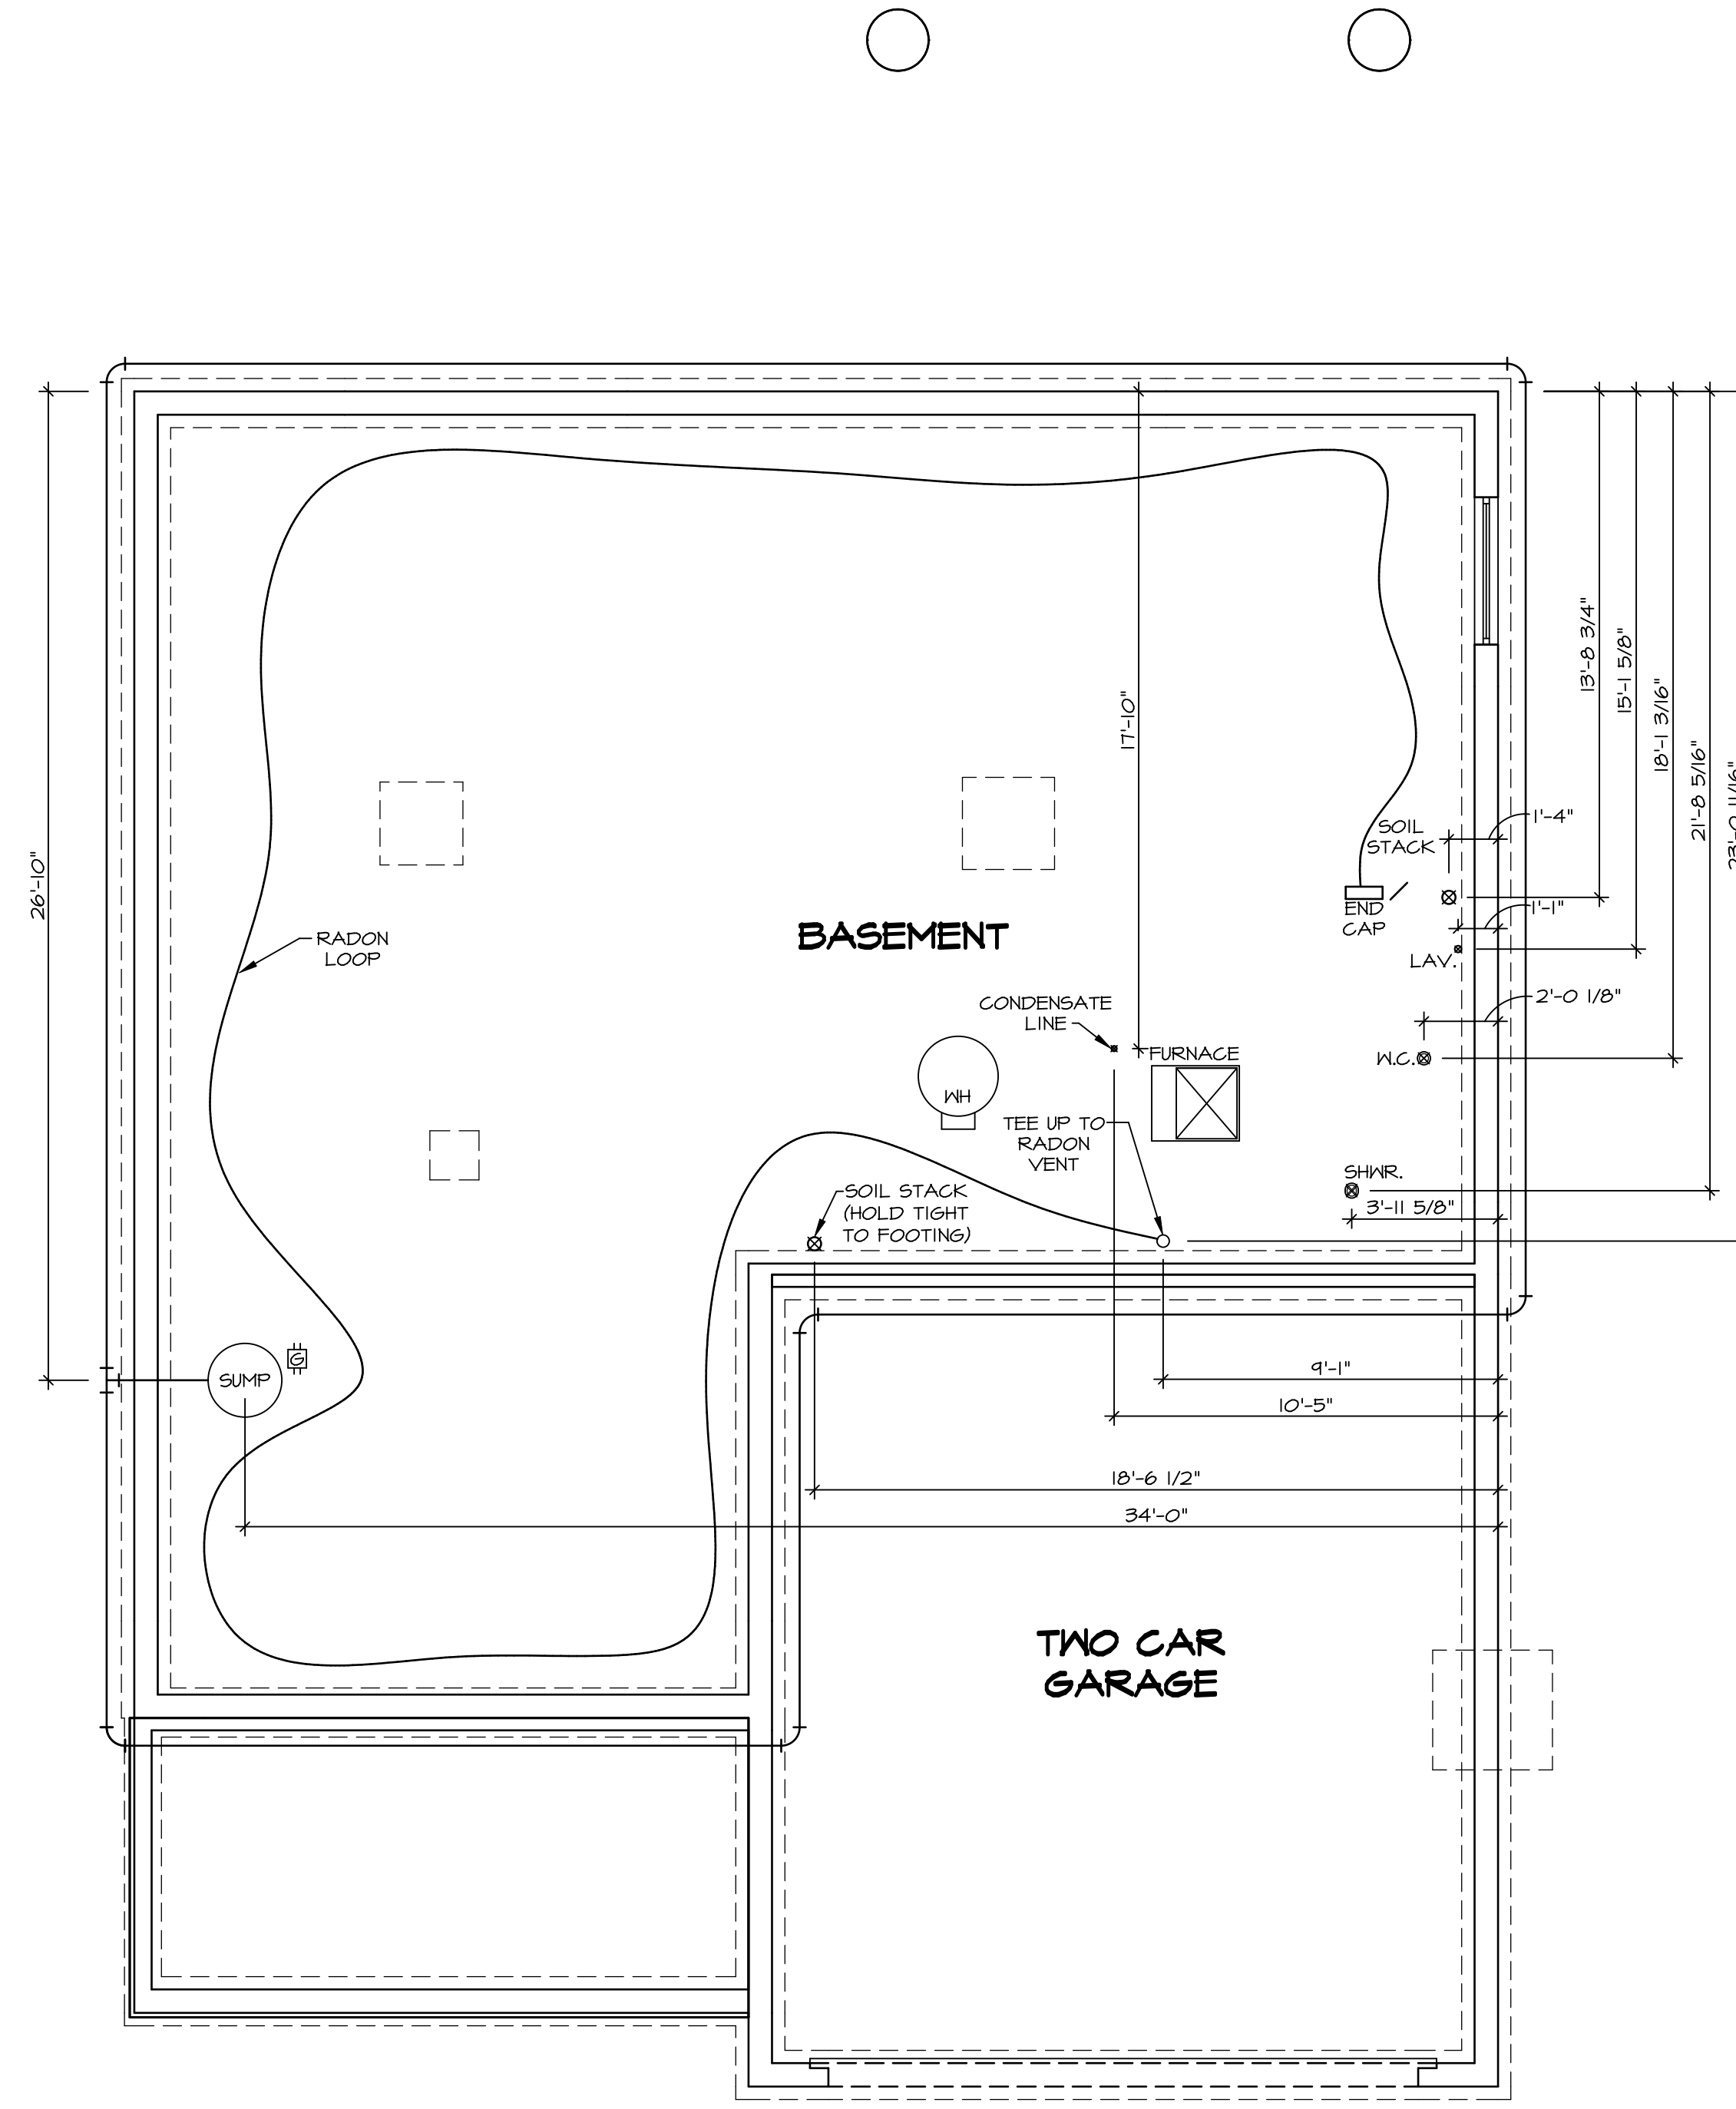 13'-8 3/4"
15'-1 5/8"
18'-1 3/16"
21'-8 5/16"
17'-10"
26'-10"
SOIL
STACK
1'-4"
END
CAP
1'-1"
LAV.
BASEMENT
RADON
LOOP
CONDENSATE
LINE
2'-0 1/8"
FURNACE
W.C.
WH
TEE UP TO
RADON
VENT
SHWR.
3'-11 5/8"
SOIL STACK
(HOLD TIGHT
TO FOOTING)
SUMP
G
9'-1"
10'-5"
18'-6 1/2"
34'-0"
TWO CAR
GARAGE